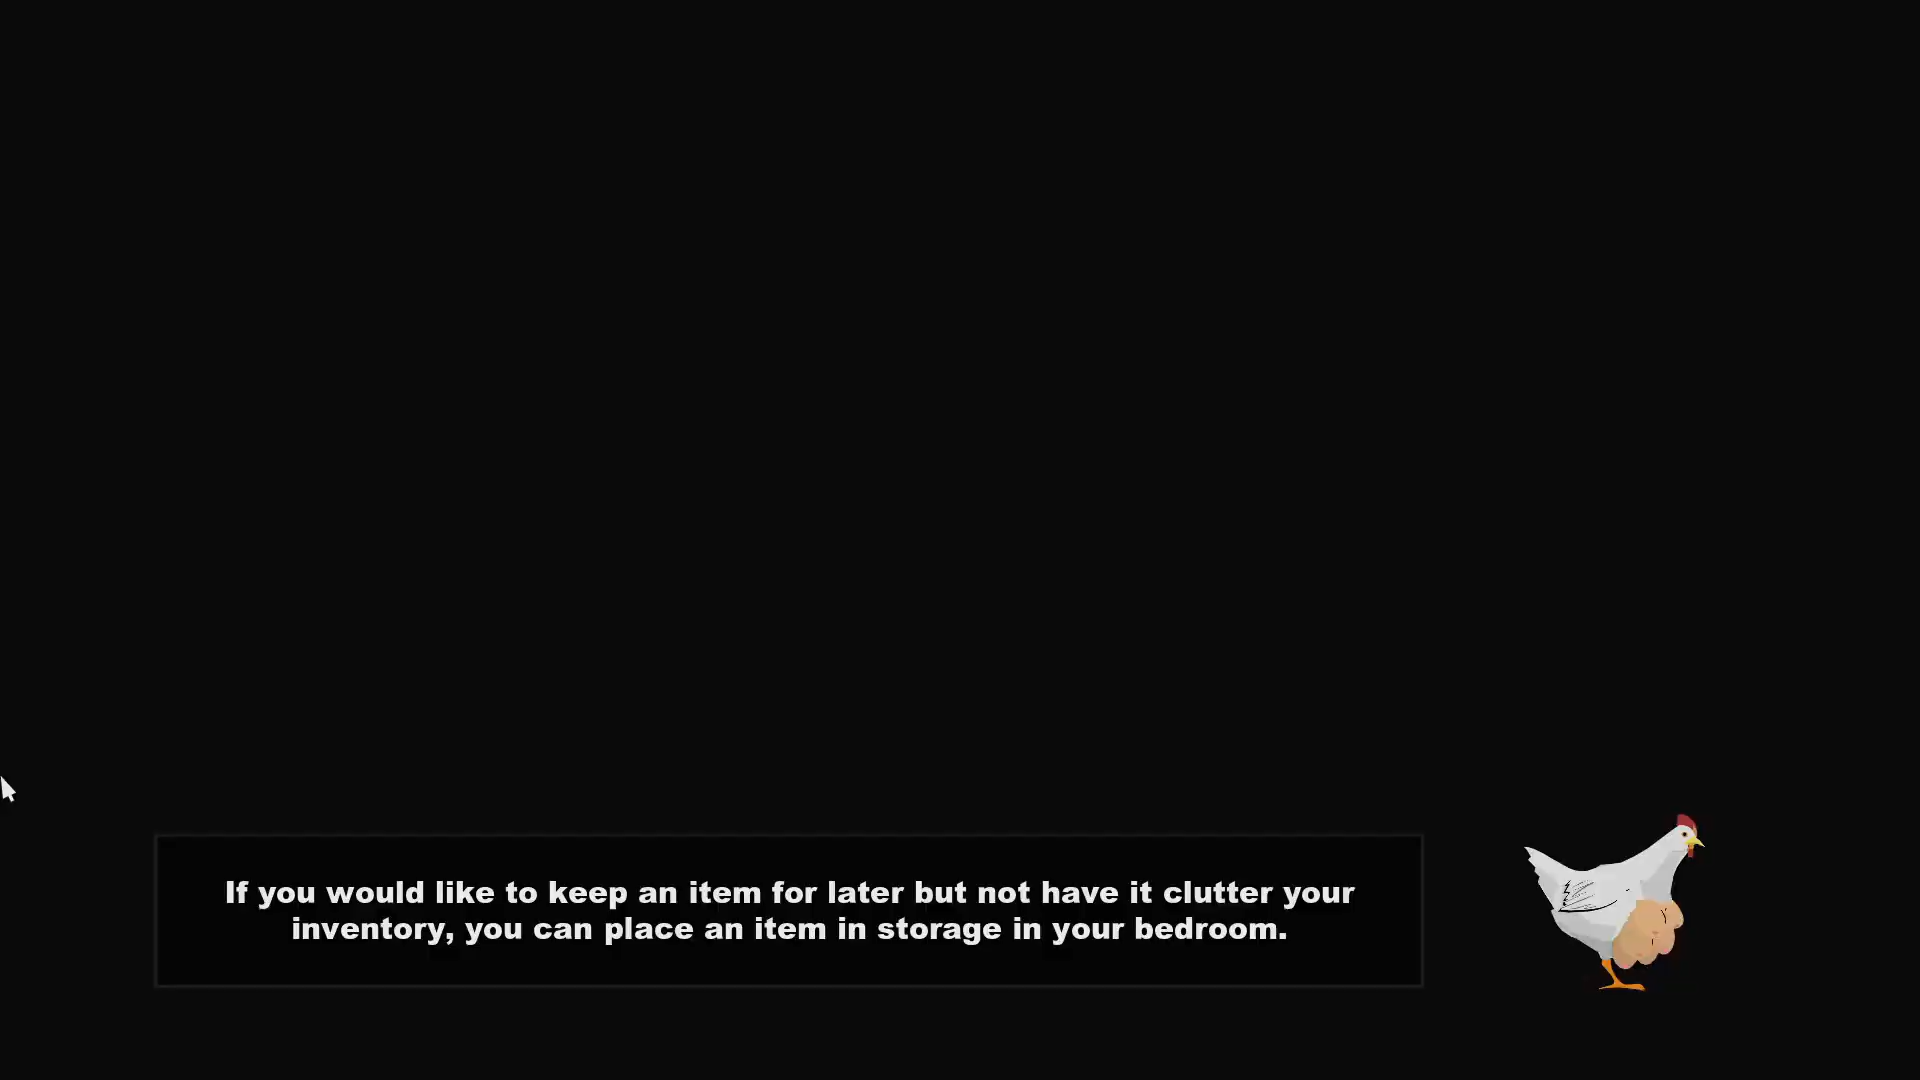 If you would like to keep an item for later but not have it clutter your
inventory, you can place an item in storage in your bedroom.